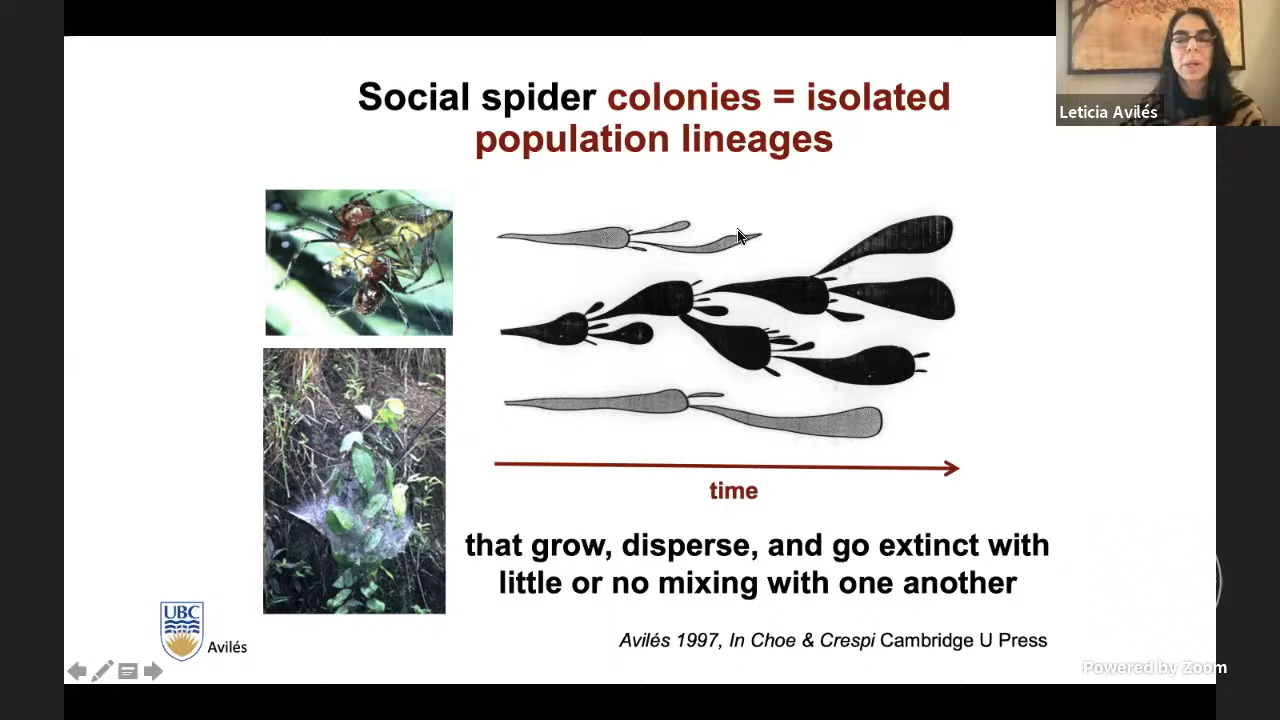 Social spider colonies = isolated
population lineages
Leticia Avilés
time
that grow, disperse, and go extinct with
little or no mixing with one another
UBC
Avilés
Avilés 1997, In Choe & Crespi Cambridge U Press
Powered by Zoom